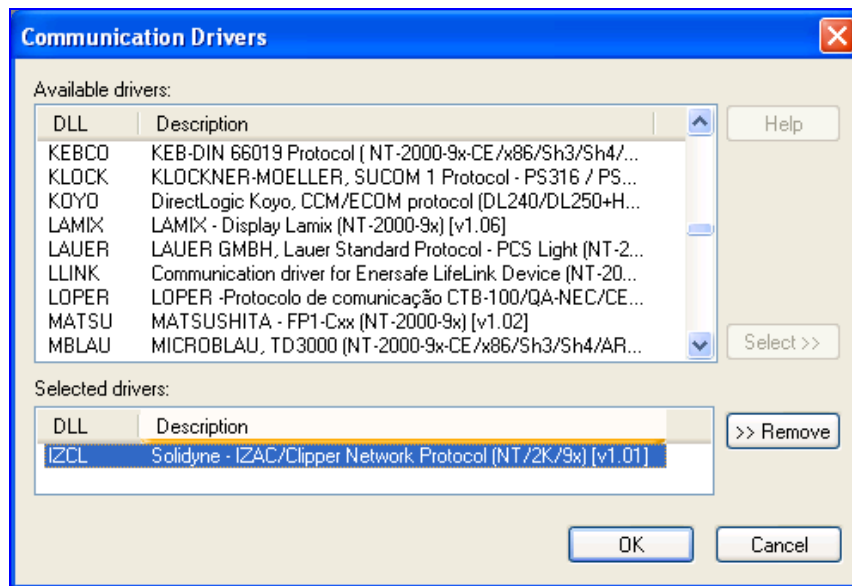 Communication Drivers
Available drivers:
Help
DLL Description
KEBCO KEB-DIN 66019 Protocol ( NT-2000-9x-CE/x86/Sh3/Sh4/...
KLOCK KLOCKNER-MOELLER, SUCOM 1 Protocol - PS316 / PS...
KOYO DirectLogic Koyo, CCM/ECOM protocol (DL240/DL250+H...
LAMIX LAMIX - Display Lamix (NT-2000-9x) [v1.06]
LAUER LAUER GMBH, Lauer Standard Protocol - PCS Light (NT-2...
LLINK Communication driver for Enersafe LifeLink Device (NT-20...
LOPER LOPER -Protocolo de comunicação CTB-100/QA-NEC/CE...
MATSU MATSUSHITA - FP1-Cxx (NT-2000-9x) [v1.02]
MBLAU MICROBLAU, TD3000 (NT-2000-9x-CE/x86/Sh3/Sh4/AR...
Select >>
Selected drivers:
DLL Description
>> Remove
IZCL Solidyne - IZAC/Clipper Network Protocol (NT/2K/9x) [v1.01]
OK Cancel